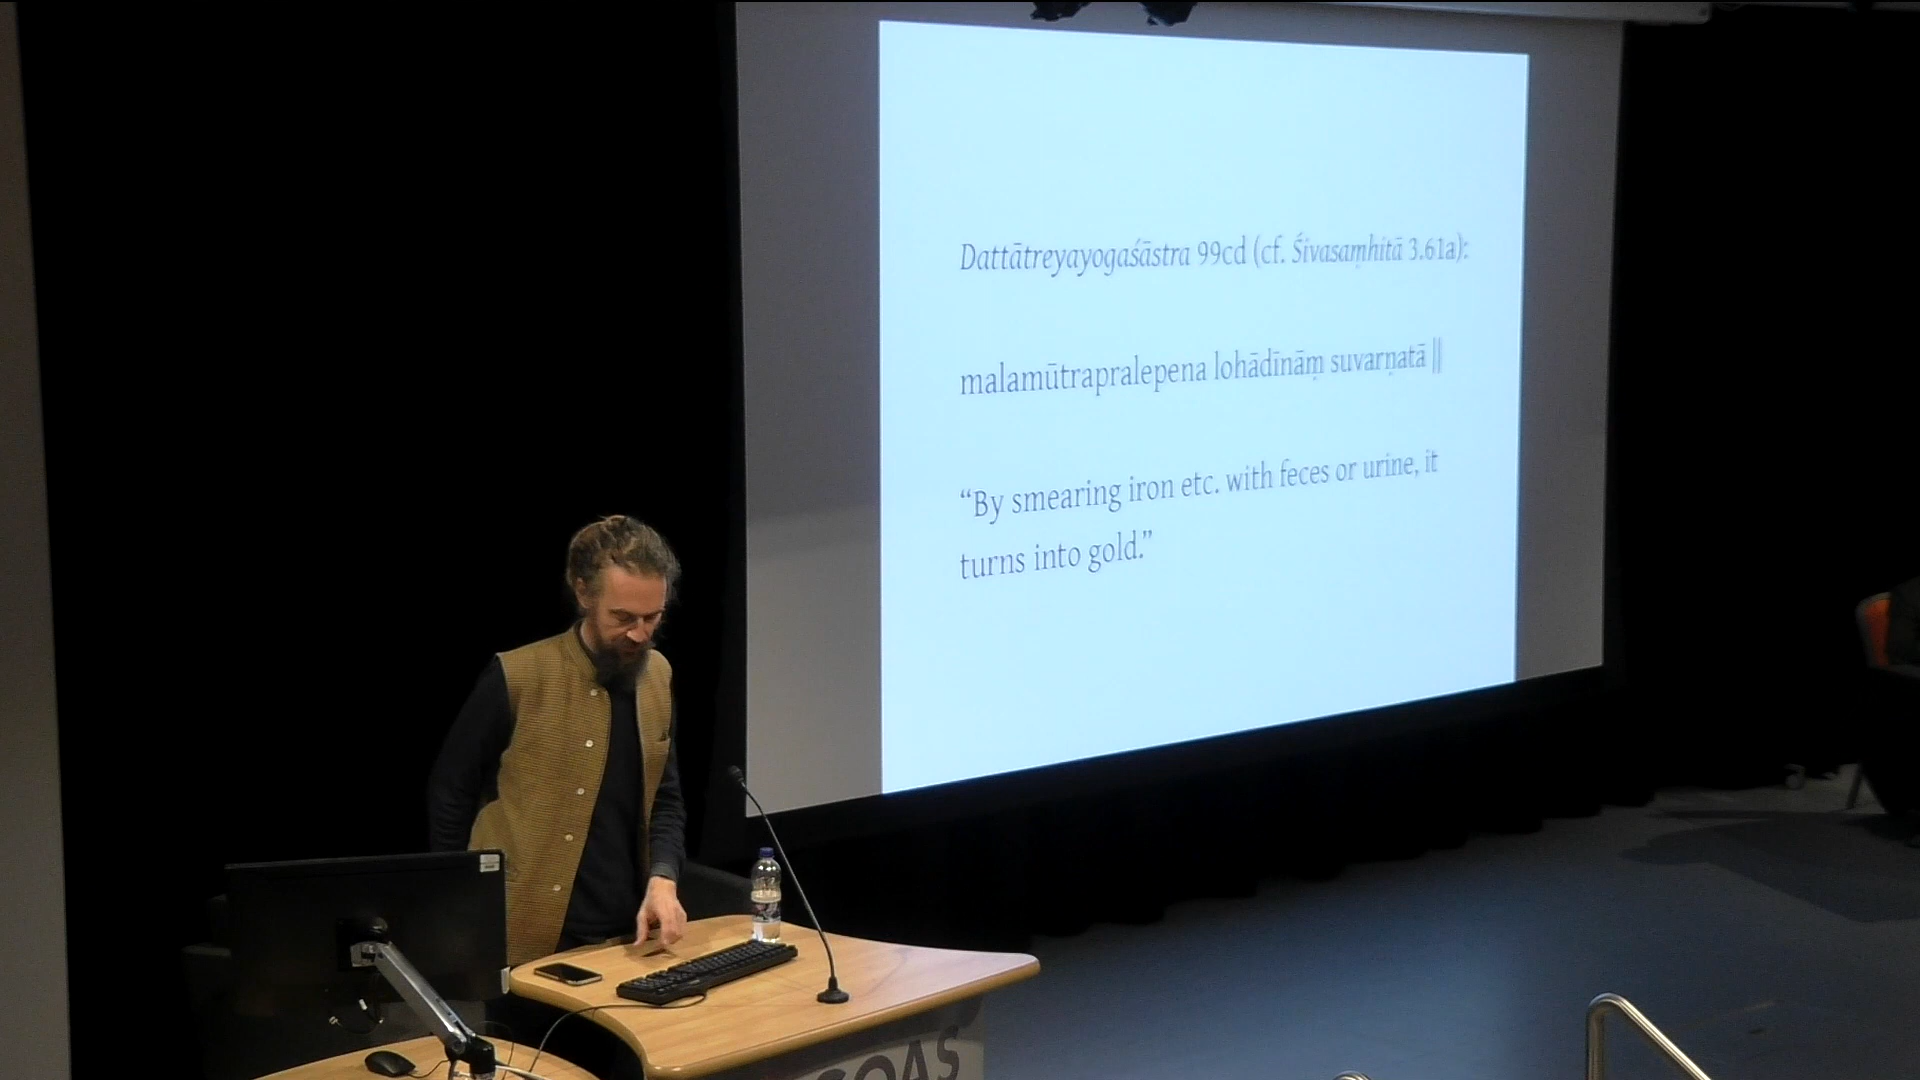 Dattātreyayogaśāstra 99cd (cf. Śivasaṃhitā 3.61a):
malamūtrapralepena lohādīnāṃ suvarṇatā ||
“By smearing iron etc. with feces or urine, it
turns into gold.”
SOAS